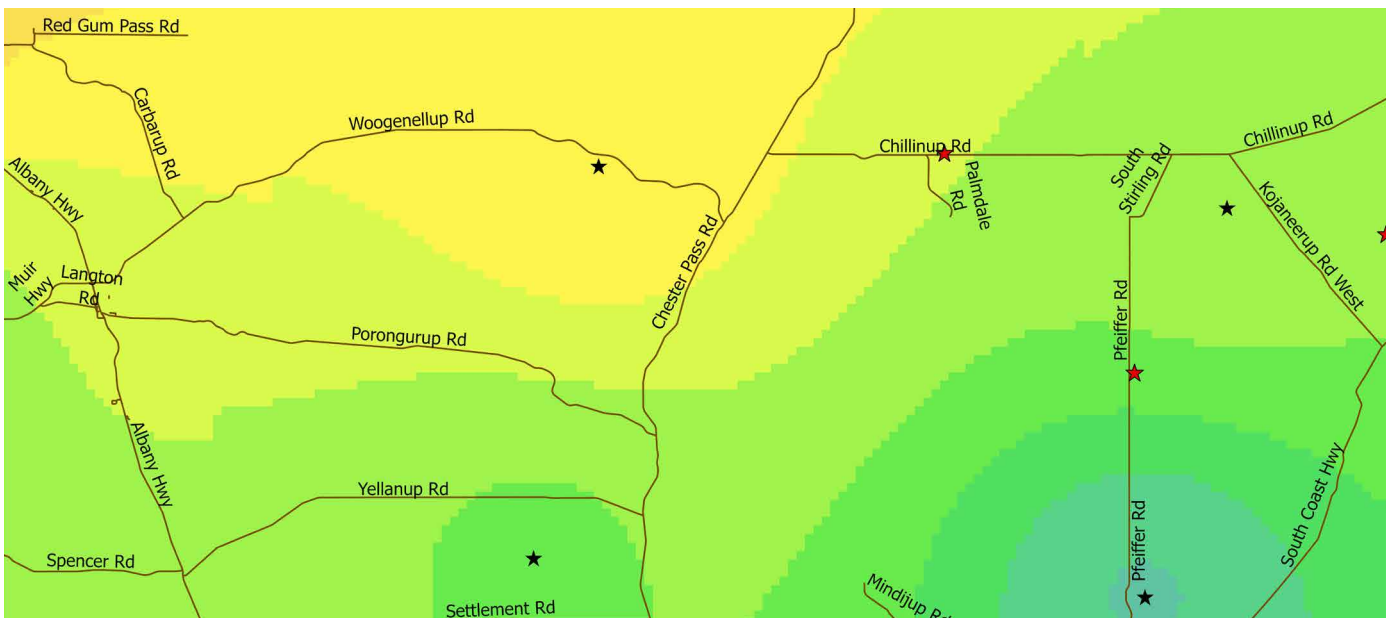 Red Gum Pass Rd
Carbarup Rd
Woogenellup Rd
Chillinup Rd
Chillinup Rd
South
Stirling Rd
Palmdale
Rd
Albany Hwy
Kojaneerup Rd West
Muir
Hwy
Langton
Rd
Chester Pass Rd
Pfeiffer Rd
Porongurup Rd
Albany Hwy
Yellanup Rd
South Coast Hwy
Pfeiffer Rd
Spencer Rd
Settlement Rd
Mindijup Rd